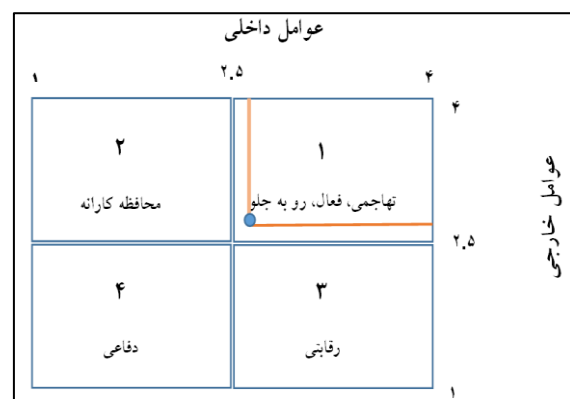 عوامل داخلی
۱ ۲.۵ ۴
۴
۱ ۲
تهاجمی، فعال، رو به جلو محافظه کارانه
عوامل خارجی
۲.۵
۳ ۴
رقابتی دفاعی
۱